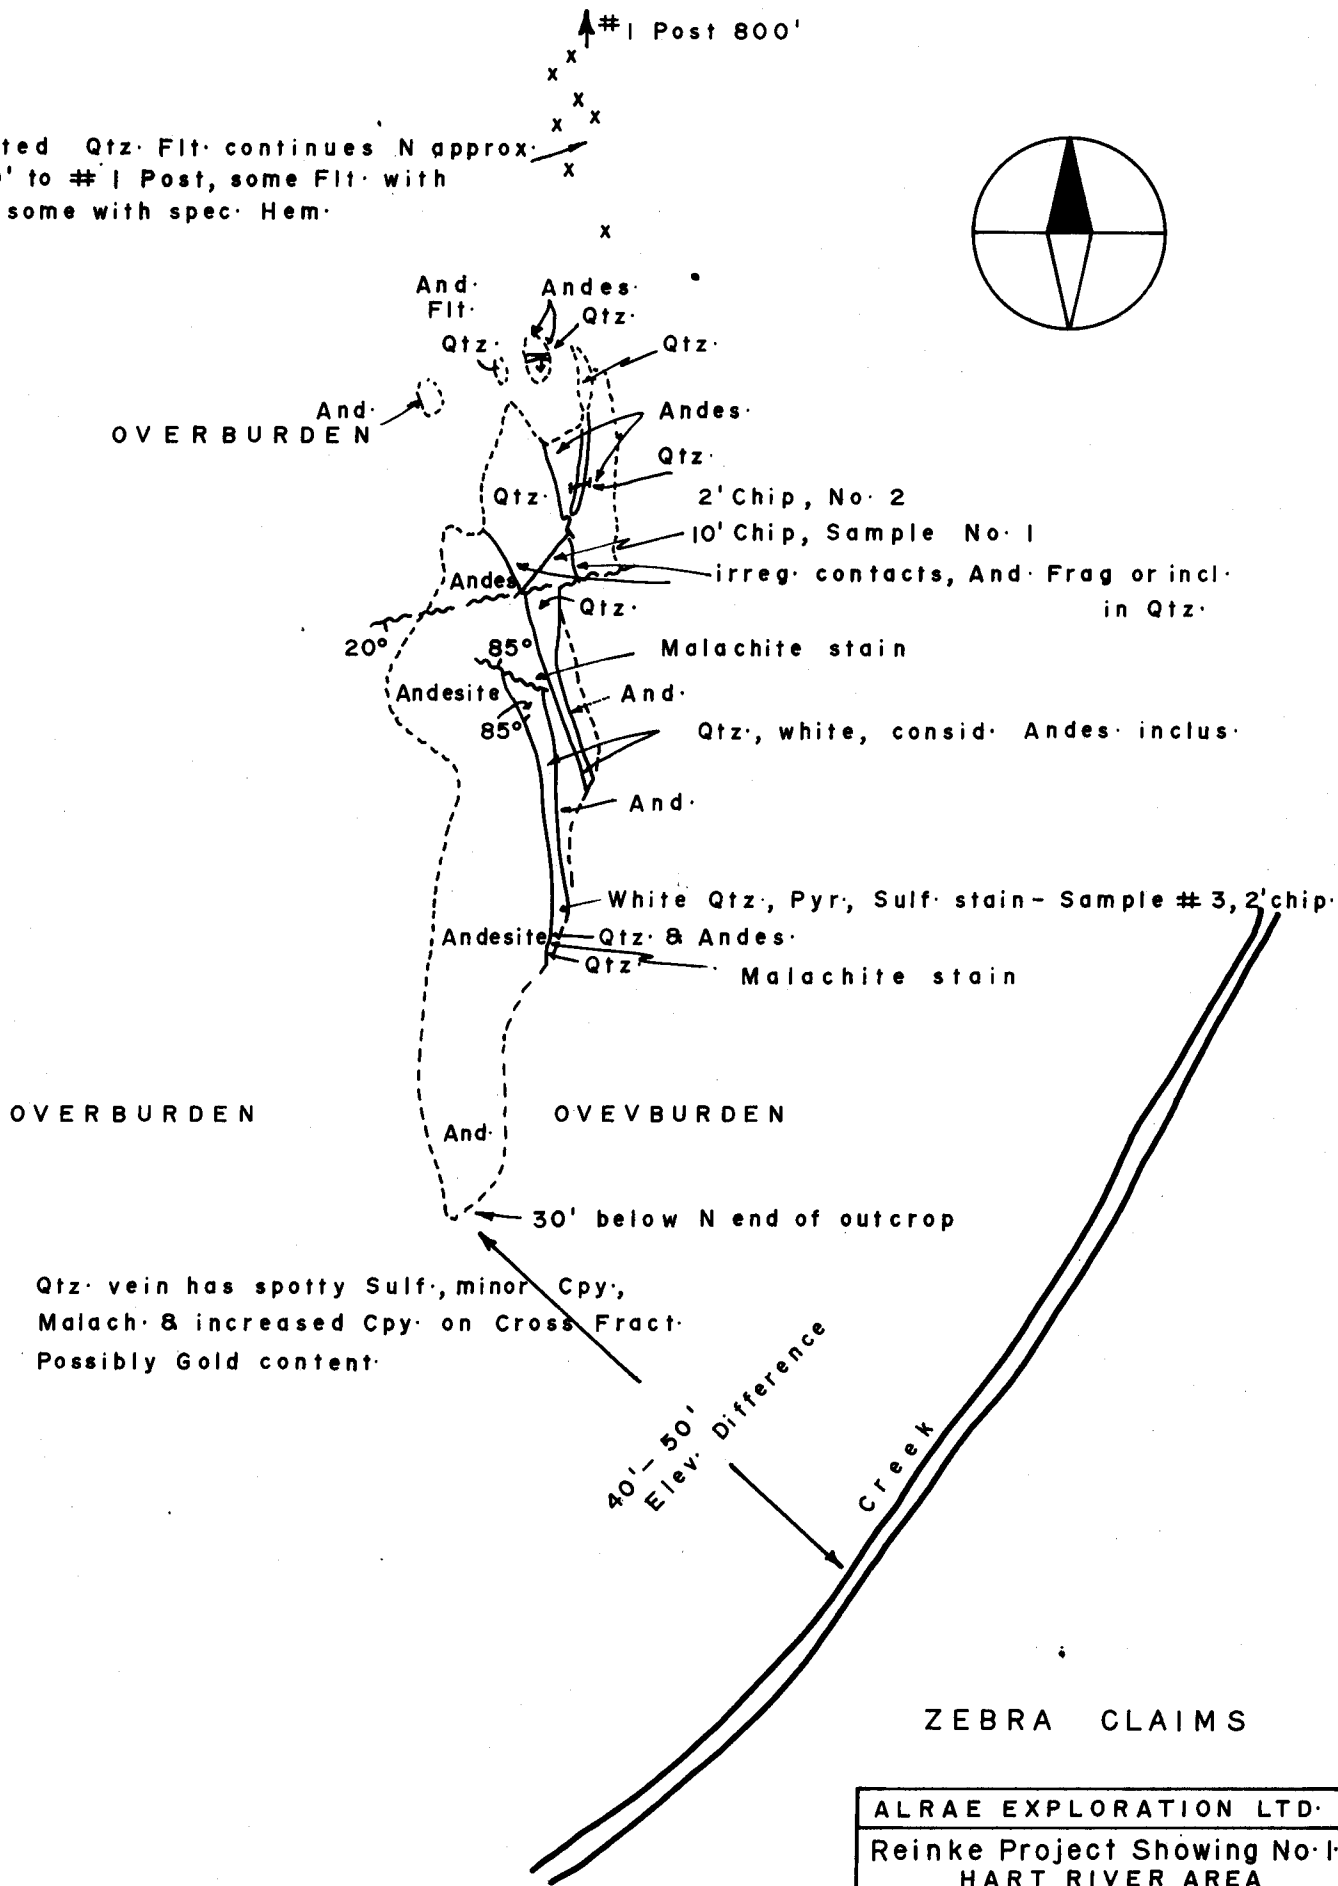 #1 Post 800'
ted Qtz. Flt. continues N approx.
' to #1 Post, some Flt. with
some with spec. Hem.
And. Andes.
Flt. Qtz.
Qtz. Qtz.
And. Andes.
OVERBURDEN
Qtz.
Qtz. 2' Chip, No. 2
10' Chip, Sample No. 1
Andes irreg. contacts, And. Frag or incl.
Qtz. in Qtz.
20° 85° Malachite stain
Andesite And.
85° Qtz., white, consid. Andes. inclus.
And.
White Qtz., Pyr., Sulf. stain - Sample #3, 2' chip.
Andesite Qtz. & Andes.
Qtz. Malachite stain
OVERBURDEN OVEVBURDEN
And.
30' below N end of outcrop
Qtz. vein has spotty Sulf., minor Cpy.,
Malach. & increased Cpy. on Cross Fract.
Possibly Gold content.
40'-50'
Elev. Difference
Creek
ZEBRA CLAIMS
ALRAE EXPLORATION LTD.
Reinke Project Showing No. 1.
HART RIVER AREA